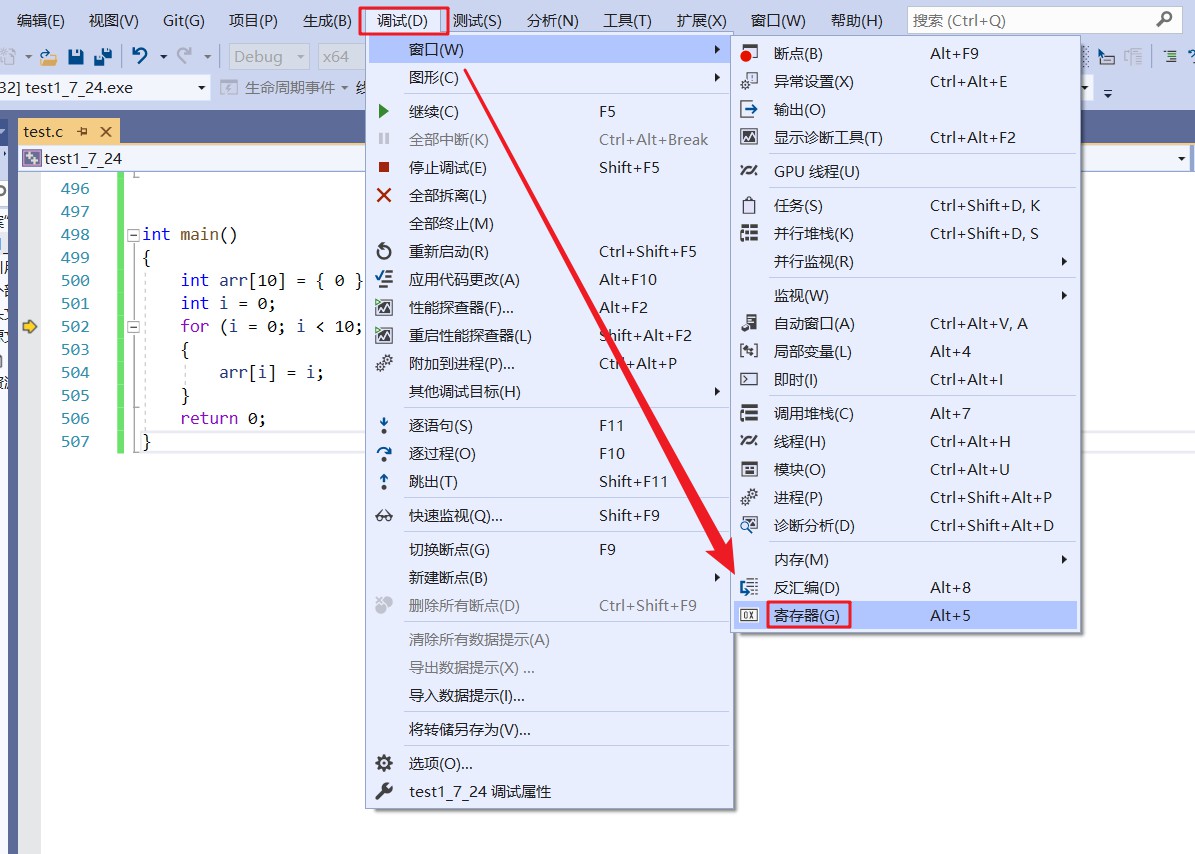 编辑(E) 视图(V) Git(G) 项目(P) 生成(B) 调试(D) 测试(S) 分析(N) 工具(T) 扩展(X) 窗口(W) 帮助(H) 搜索 (Ctrl+Q)
Debug x64
32] test1_7_24.exe 生命周期事件
test.c
test1_7_24
496
497
498 int main()
499 {
500 int arr[10] = { 0 }
501 int i = 0;
502 for (i = 0; i < 10;
503 {
504 arr[i] = i;
505 }
506 return 0;
507 }
窗口(W)
图形(C)
继续(C) F5
全部中断(K) Ctrl+Alt+Break
停止调试(E) Shift+F5
全部拆离(L)
全部终止(M)
重新启动(R) Ctrl+Shift+F5
应用代码更改(A) Alt+F10
性能探查器(F)... Alt+F2
重启性能探查器(L) Shift+Alt+F2
附加到进程(P)... Ctrl+Alt+P
其他调试目标(H)
逐语句(S) F11
逐过程(O) F10
跳出(T) Shift+F11
快速监视(Q)... Shift+F9
切换断点(G) F9
新建断点(B)
删除所有断点(D) Ctrl+Shift+F9
清除所有数据提示(A)
导出数据提示(X) ...
导入数据提示(I)...
将转储另存为(V)...
选项(O)...
test1_7_24 调试属性
断点(B) Alt+F9
异常设置(X) Ctrl+Alt+E
输出(O)
显示诊断工具(T) Ctrl+Alt+F2
GPU 线程(U)
任务(S) Ctrl+Shift+D, K
并行堆栈(K) Ctrl+Shift+D, S
并行监视(R)
监视(W)
自动窗口(A) Ctrl+Alt+V, A
局部变量(L) Alt+4
即时(I) Ctrl+Alt+I
调用堆栈(C) Alt+7
线程(H) Ctrl+Alt+H
模块(O) Ctrl+Alt+U
进程(P) Ctrl+Shift+Alt+P
诊断分析(D) Ctrl+Shift+Alt+D
内存(M)
反汇编(D) Alt+8
寄存器(G) Alt+5